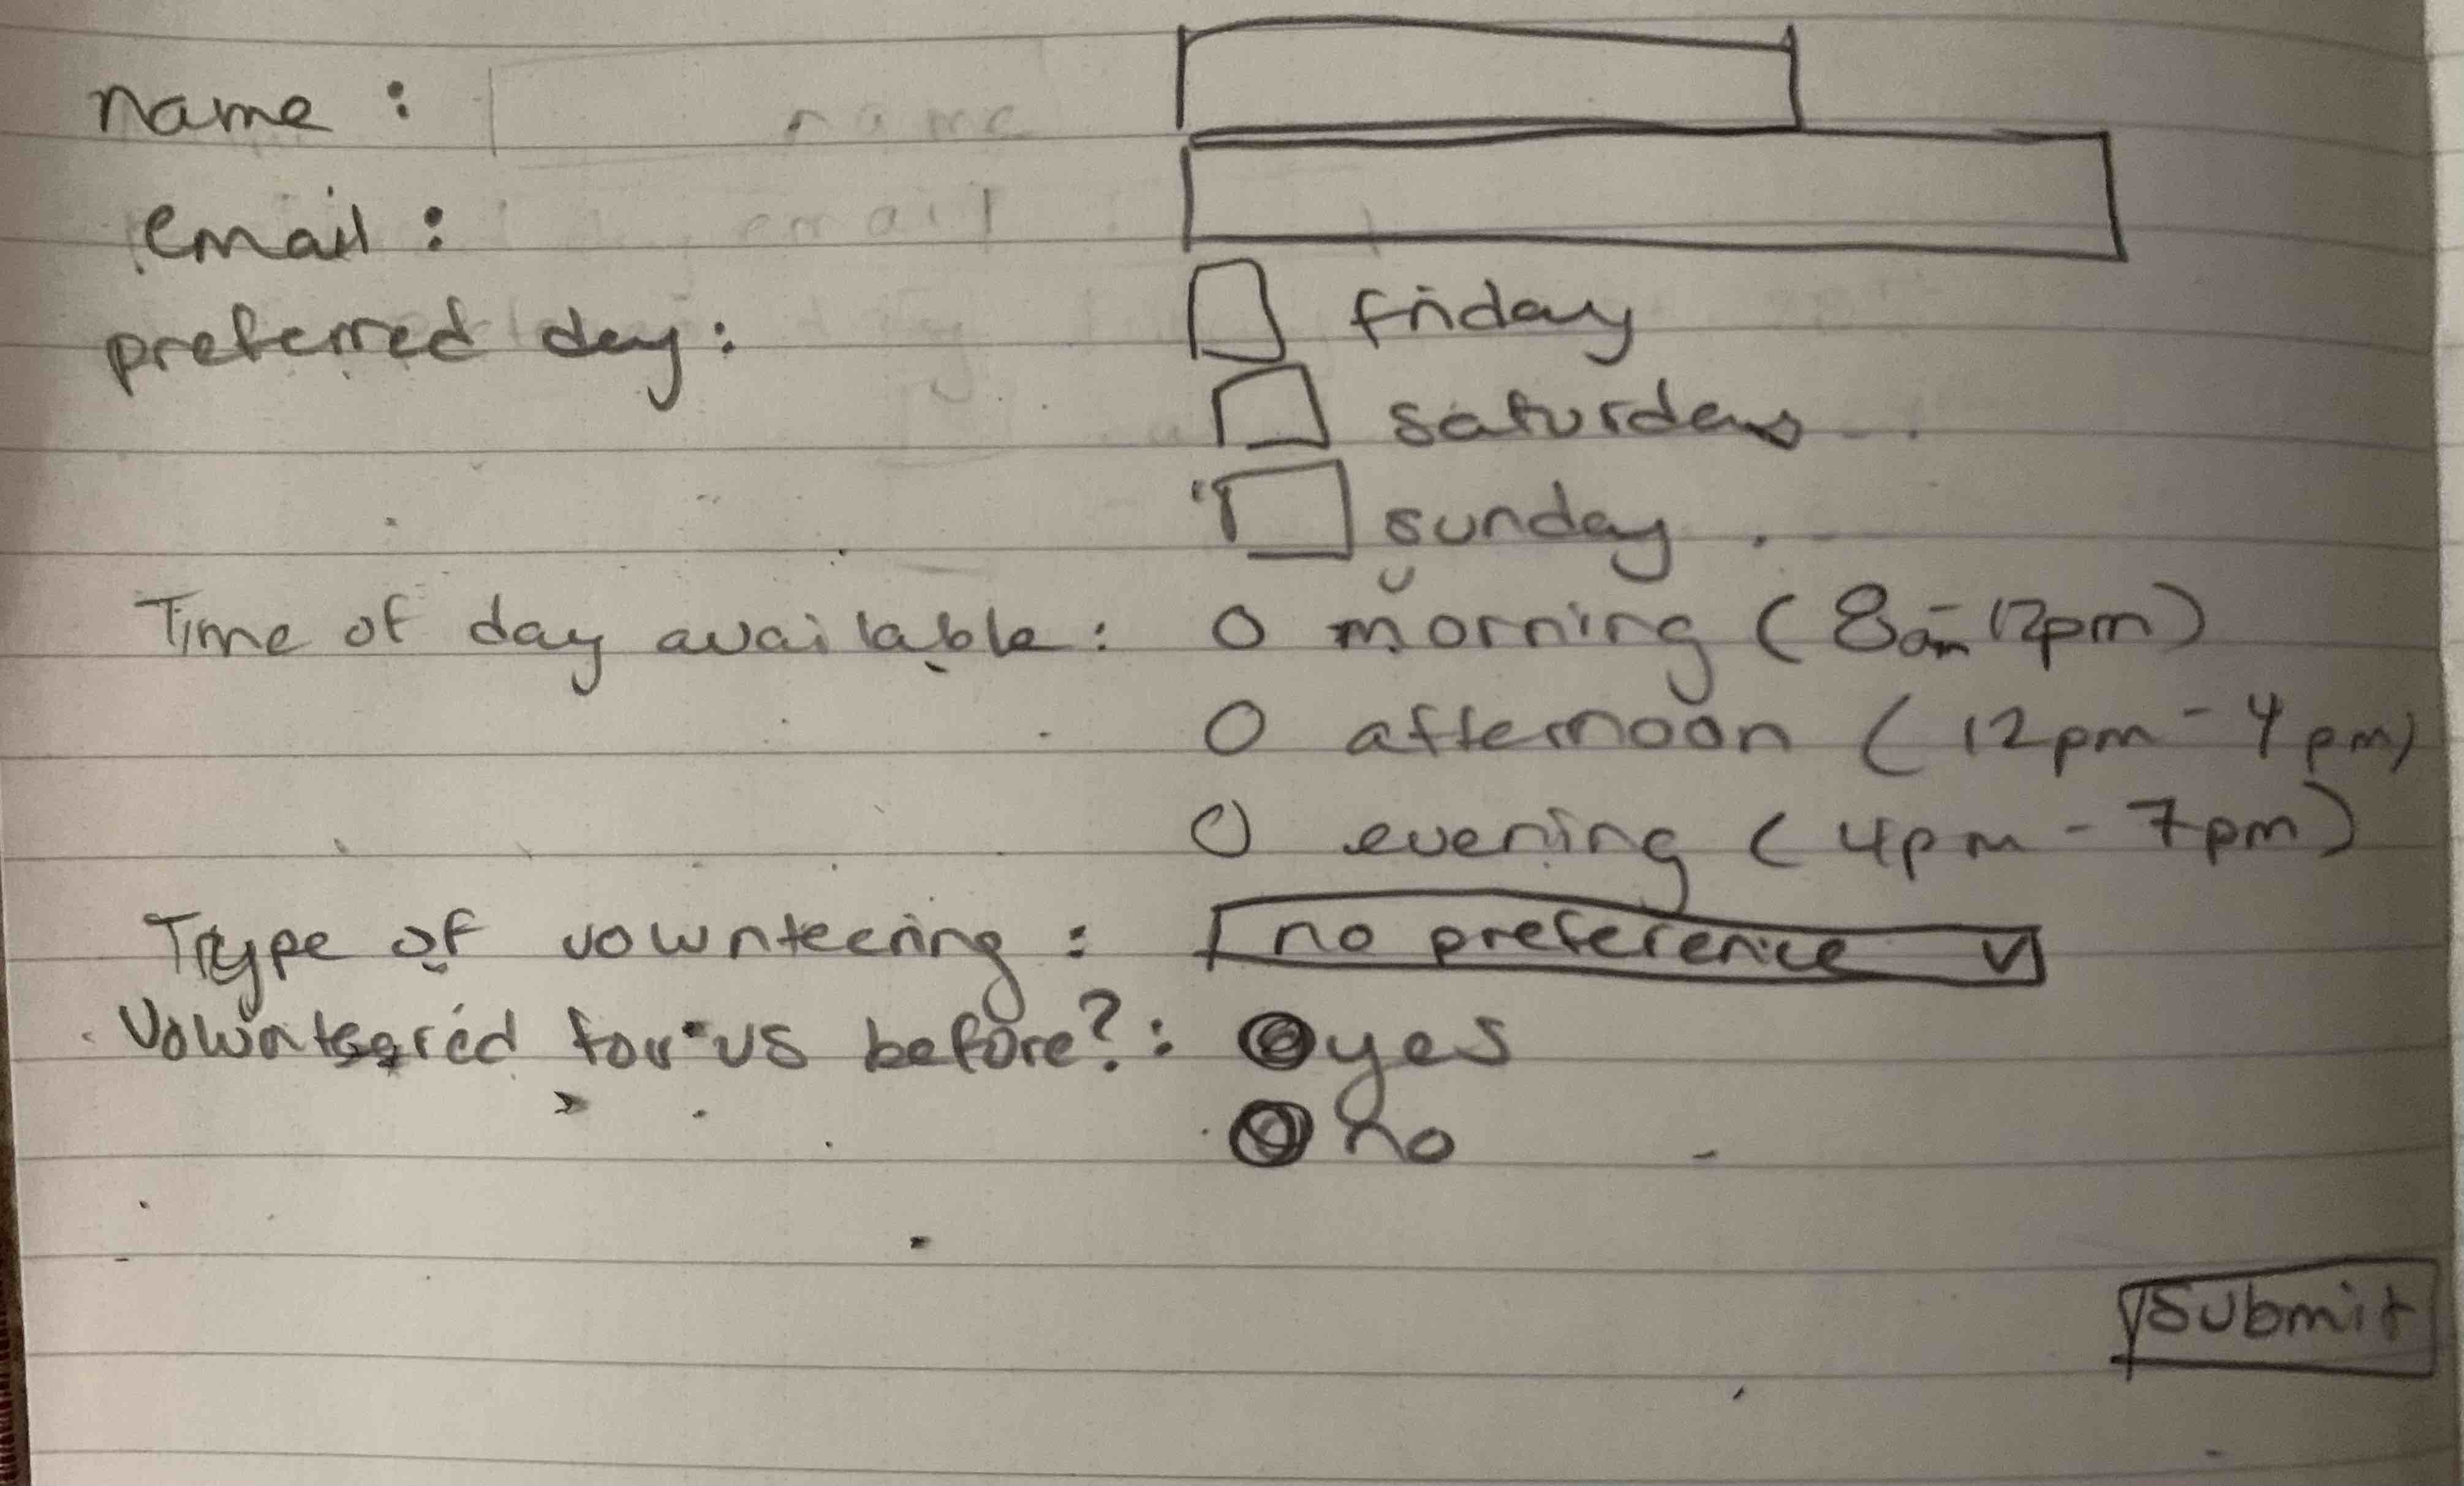 name :
email :
preferred day :
friday
saturday
sunday
Time of day available : morning ( 8am - 12pm )
afternoon ( 12pm - 4pm )
evening ( 4pm - 7pm )
Type of volunteering : no preference
Volunteered for us before? : yes
no
submit